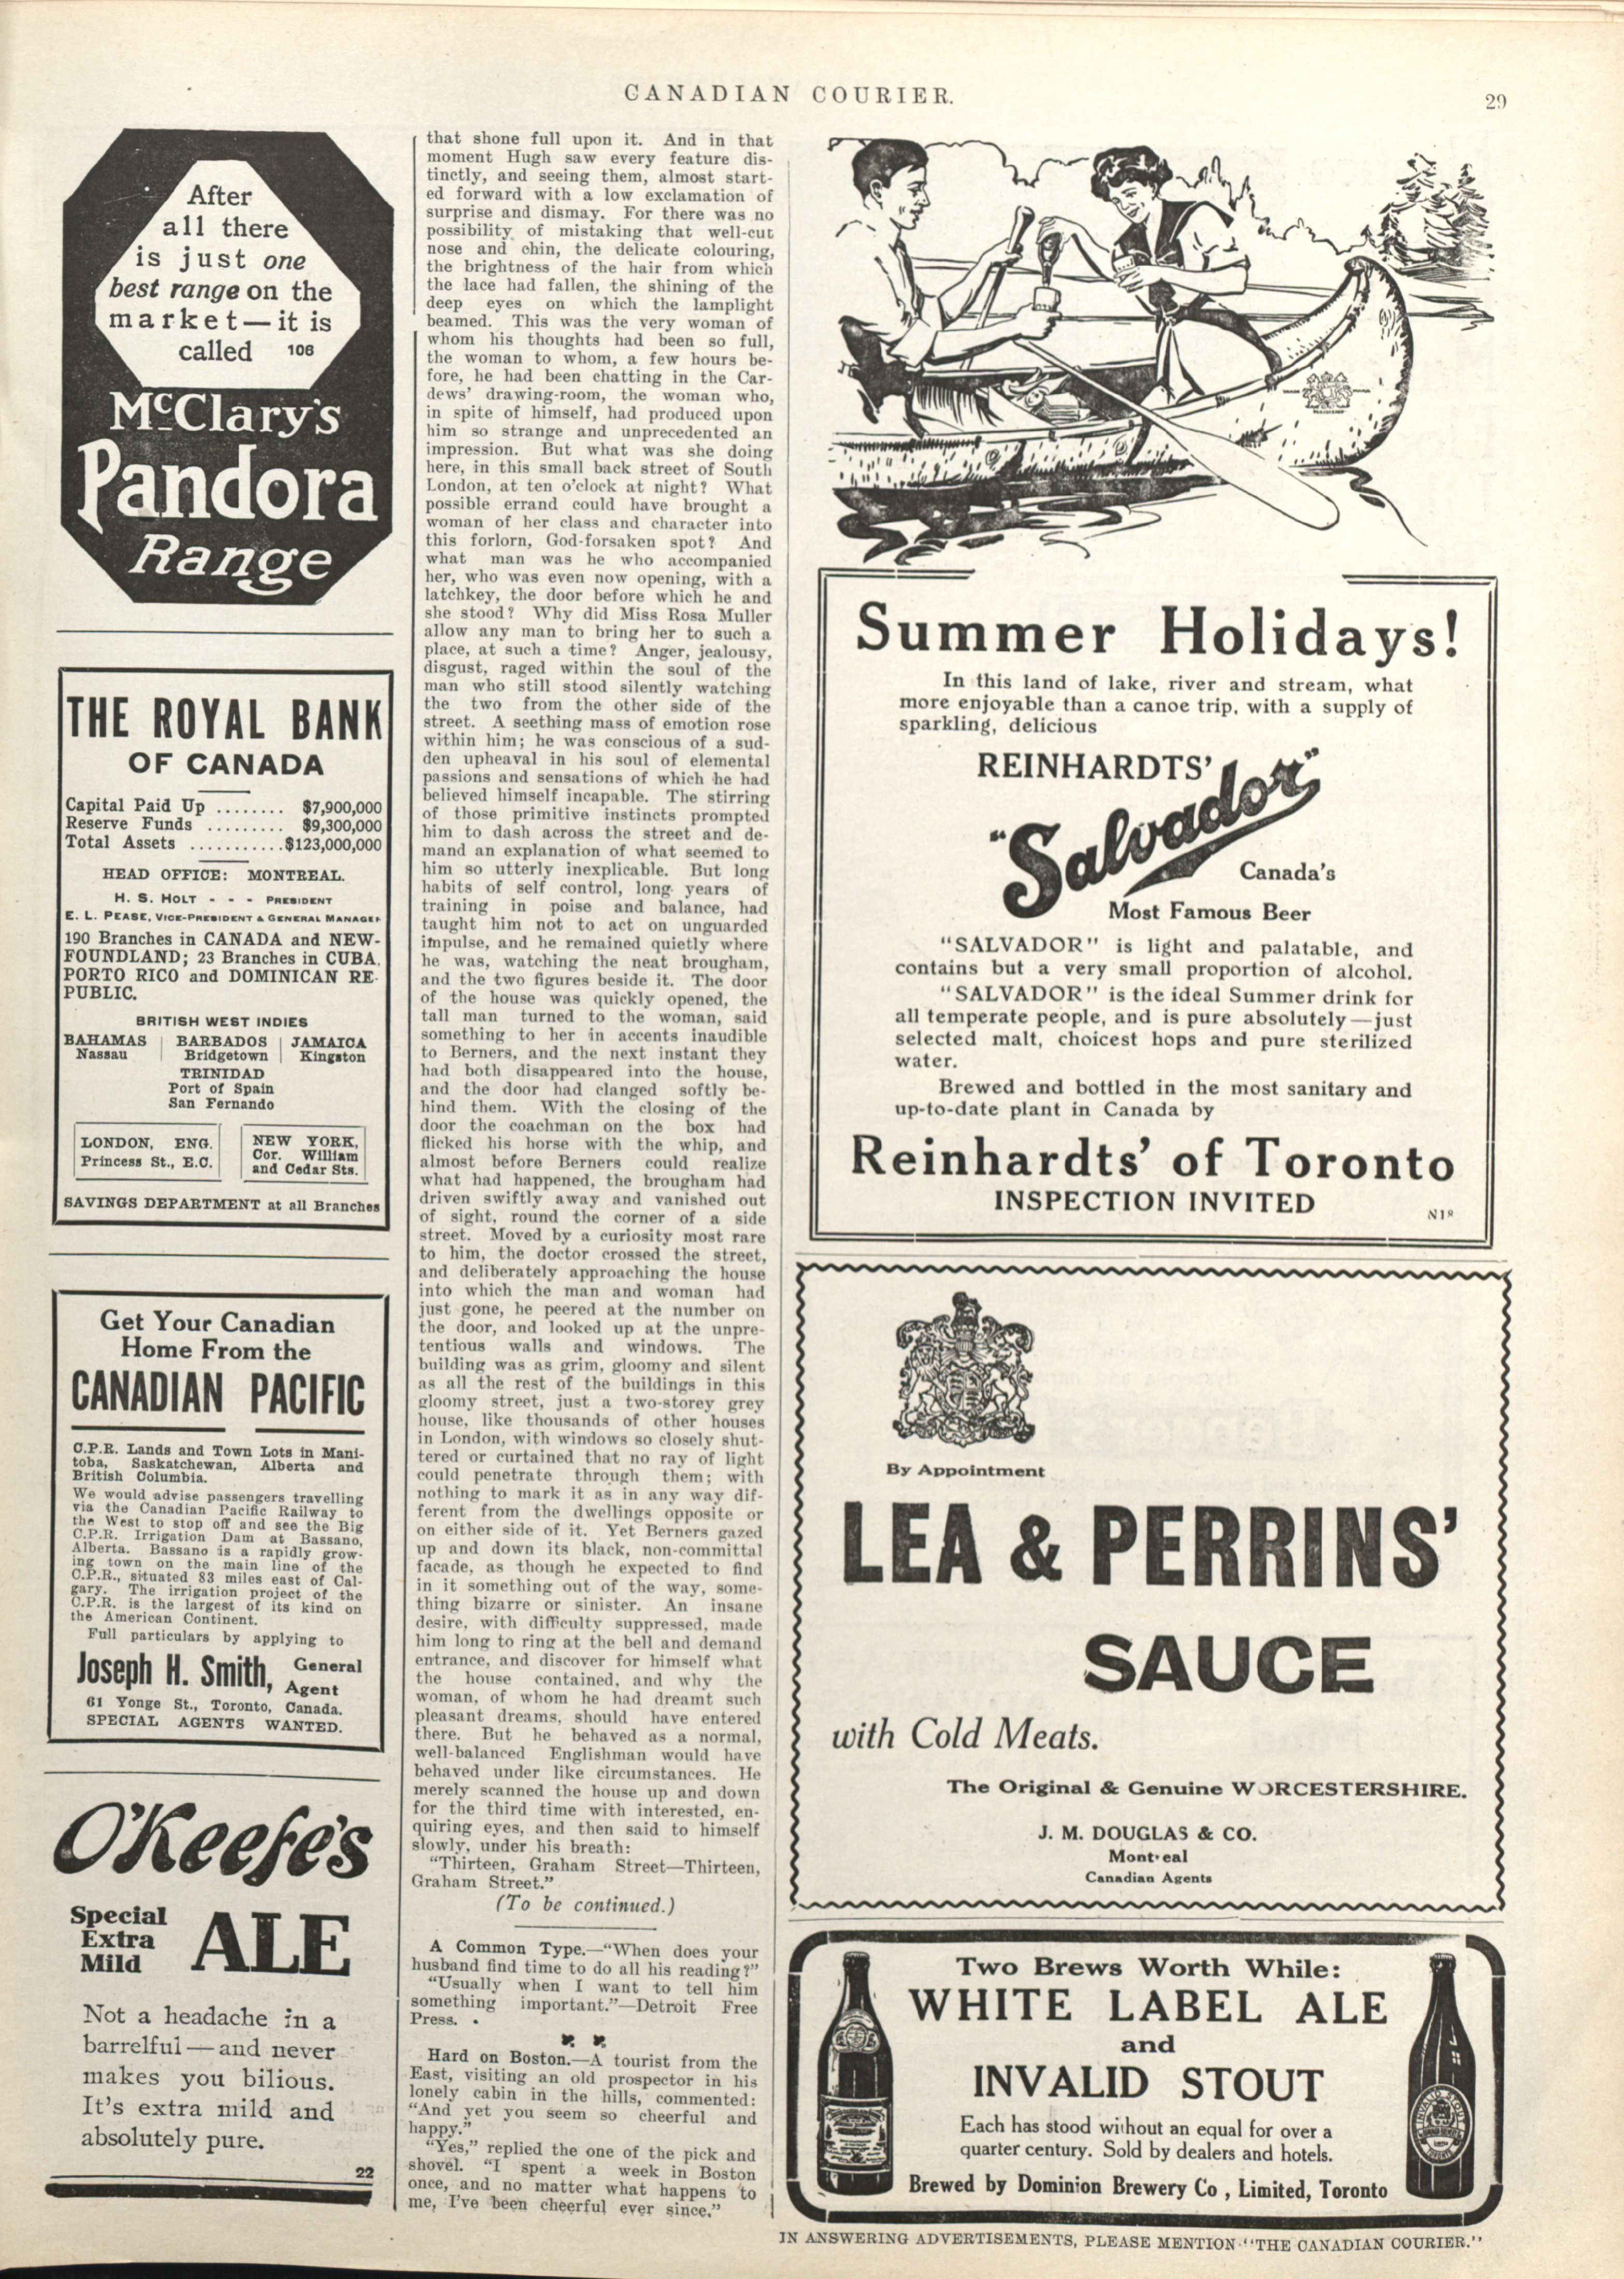 CANADIAN COURIER.
29
After
all there
is just one
best range on the
market—it is
called 106
McClary's
Pandora
Range
THE ROYAL BANK
OF CANADA
Capital Paid Up ........ $7,900,000
Reserve Funds ......... $9,300,000
Total Assets ...........$123,000,000
HEAD OFFICE: MONTREAL.
H. S. HOLT - - - PRESIDENT
E. L. PEASE, VICE-PRESIDENT & GENERAL MANAGER
190 Branches in CANADA and NEW-
FOUNDLAND; 23 Branches in CUBA,
PORTO RICO and DOMINICAN RE-
PUBLIC.
BRITISH WEST INDIES
BAHAMAS BARBADOS JAMAICA
Nassau Bridgetown Kingston
TRINIDAD
Port of Spain
San Fernando
LONDON, ENG.
Princess St., E.C.
NEW YORK,
Cor. William
and Cedar Sts.
SAVINGS DEPARTMENT at all Branches
Get Your Canadian
Home From the
CANADIAN PACIFIC
C.P.R. Lands and Town Lots in Mani-
toba, Saskatchewan, Alberta and
British Columbia.
We would advise passengers travelling
via the Canadian Pacific Railway to
the West to stop off and see the Big
C.P.R. Irrigation Dam at Bassano,
Alberta. Bassano is a rapidly grow-
ing town on the main line of the
C.P.R., situated 83 miles east of Cal-
gary. The irrigation project of the
C.P.R. is the largest of its kind on
the American Continent.
Full particulars by applying to
Joseph H. Smith, General
Agent
61 Yonge St., Toronto, Canada.
SPECIAL AGENTS WANTED.
O'Keefe's
Special
Extra
Mild
ALE
Not a headache in a
barrelful—and never
makes you bilious.
It's extra mild and
absolutely pure.
22
that shone full upon it. And in that
moment Hugh saw every feature dis-
tinctly, and seeing them, almost start-
ed forward with a low exclamation of
surprise and dismay. For there was no
possibility of mistaking that well-cut
nose and chin, the delicate colouring,
the brightness of the hair from which
the lace had fallen, the shining of the
deep eyes on which the lamplight
beamed. This was the very woman of
whom his thoughts had been so full,
the woman to whom, a few hours be-
fore, he had been chatting in the Car-
dews' drawing-room, the woman who,
in spite of himself, had produced upon
him so strange and unprecedented an
impression. But what was she doing
here, in this small back street of South
London, at ten o'clock at night? What
possible errand could have brought a
woman of her class and character into
this forlorn, God-forsaken spot? And
what man was he who accompanied
her, who was even now opening, with a
latchkey, the door before which he and
she stood? Why did Miss Rosa Muller
allow any man to bring her to such a
place, at such a time? Anger, jealousy,
disgust, raged within the soul of the
man who still stood silently watching
the two from the other side of the
street. A seething mass of emotion rose
within him; he was conscious of a sud-
den upheaval in his soul of elemental
passions and sensations of which he had
believed himself incapable. The stirring
of those primitive instincts prompted
him to dash across the street and de-
mand an explanation of what seemed to
him so utterly inexplicable. But long
habits of self control, long years of
training in poise and balance, had
taught him not to act on unguarded
impulse, and he remained quietly where
he was, watching the neat brougham,
and the two figures beside it. The door
of the house was quickly opened, the
tall man turned to the woman, said
something to her in accents inaudible
to Berners, and the next instant they
had both disappeared into the house,
and the door had clanged softly be-
hind them. With the closing of the
door the coachman on the box had
flicked his horse with the whip, and
almost before Berners could realize
what had happened, the brougham had
driven swiftly away and vanished out
of sight, round the corner of a side
street. Moved by a curiosity most rare
to him, the doctor crossed the street,
and deliberately approaching the house
into which the man and woman had
just gone, he peered at the number on
the door, and looked up at the unpre-
tentious walls and windows. The
building was as grim, gloomy and silent
as all the rest of the buildings in this
gloomy street, just a two-storey grey
house, like thousands of other houses
in London, with windows so closely shut-
tered or curtained that no ray of light
could penetrate through them; with
nothing to mark it as in any way dif-
ferent from the dwellings opposite or
on either side of it. Yet Berners gazed
up and down its black, non-committal
facade, as though he expected to find
in it something out of the way, some-
thing bizarre or sinister. An insane
desire, with difficulty suppressed, made
him long to ring at the bell and demand
entrance, and discover for himself what
the house contained, and why the
woman, of whom he had dreamt such
pleasant dreams, should have entered
there. But he behaved as a normal,
well-balanced Englishman would have
behaved under like circumstances. He
merely scanned the house up and down
for the third time with interested, en-
quiring eyes, and then said to himself
slowly, under his breath:
"Thirteen, Graham Street—Thirteen,
Graham Street."
(To be continued.)
A Common Type.—"When does your
husband find time to do all his reading?"
"Usually when I want to tell him
something important."—Detroit Free
Press.
Hard on Boston.—A tourist from the
East, visiting an old prospector in his
lonely cabin in the hills, commented:
"And yet you seem so cheerful and
happy."
"Yes," replied the one of the pick and
shovel. "I spent a week in Boston
once, and no matter what happens to
me, I've been cheerful ever since."
Summer Holidays!
In this land of lake, river and stream, what
more enjoyable than a canoe trip, with a supply of
sparkling, delicious
REINHARDTS'
"Salvador"
Canada's
Most Famous Beer
"SALVADOR" is light and palatable, and
contains but a very small proportion of alcohol.
"SALVADOR" is the ideal Summer drink for
all temperate people, and is pure absolutely—just
selected malt, choicest hops and pure sterilized
water.
Brewed and bottled in the most sanitary and
up-to-date plant in Canada by
Reinhardts' of Toronto
INSPECTION INVITED
N18
By Appointment
LEA & PERRINS'
SAUCE
with Cold Meats.
The Original & Genuine WORCESTERSHIRE.
J. M. DOUGLAS & CO.
Montreal
Canadian Agents
Two Brews Worth While:
WHITE LABEL ALE
and
INVALID STOUT
Each has stood without an equal for over a
quarter century. Sold by dealers and hotels.
Brewed by Dominion Brewery Co, Limited, Toronto
INVALID STOUT
IN ANSWERING ADVERTISEMENTS, PLEASE MENTION "THE CANADIAN COURIER."